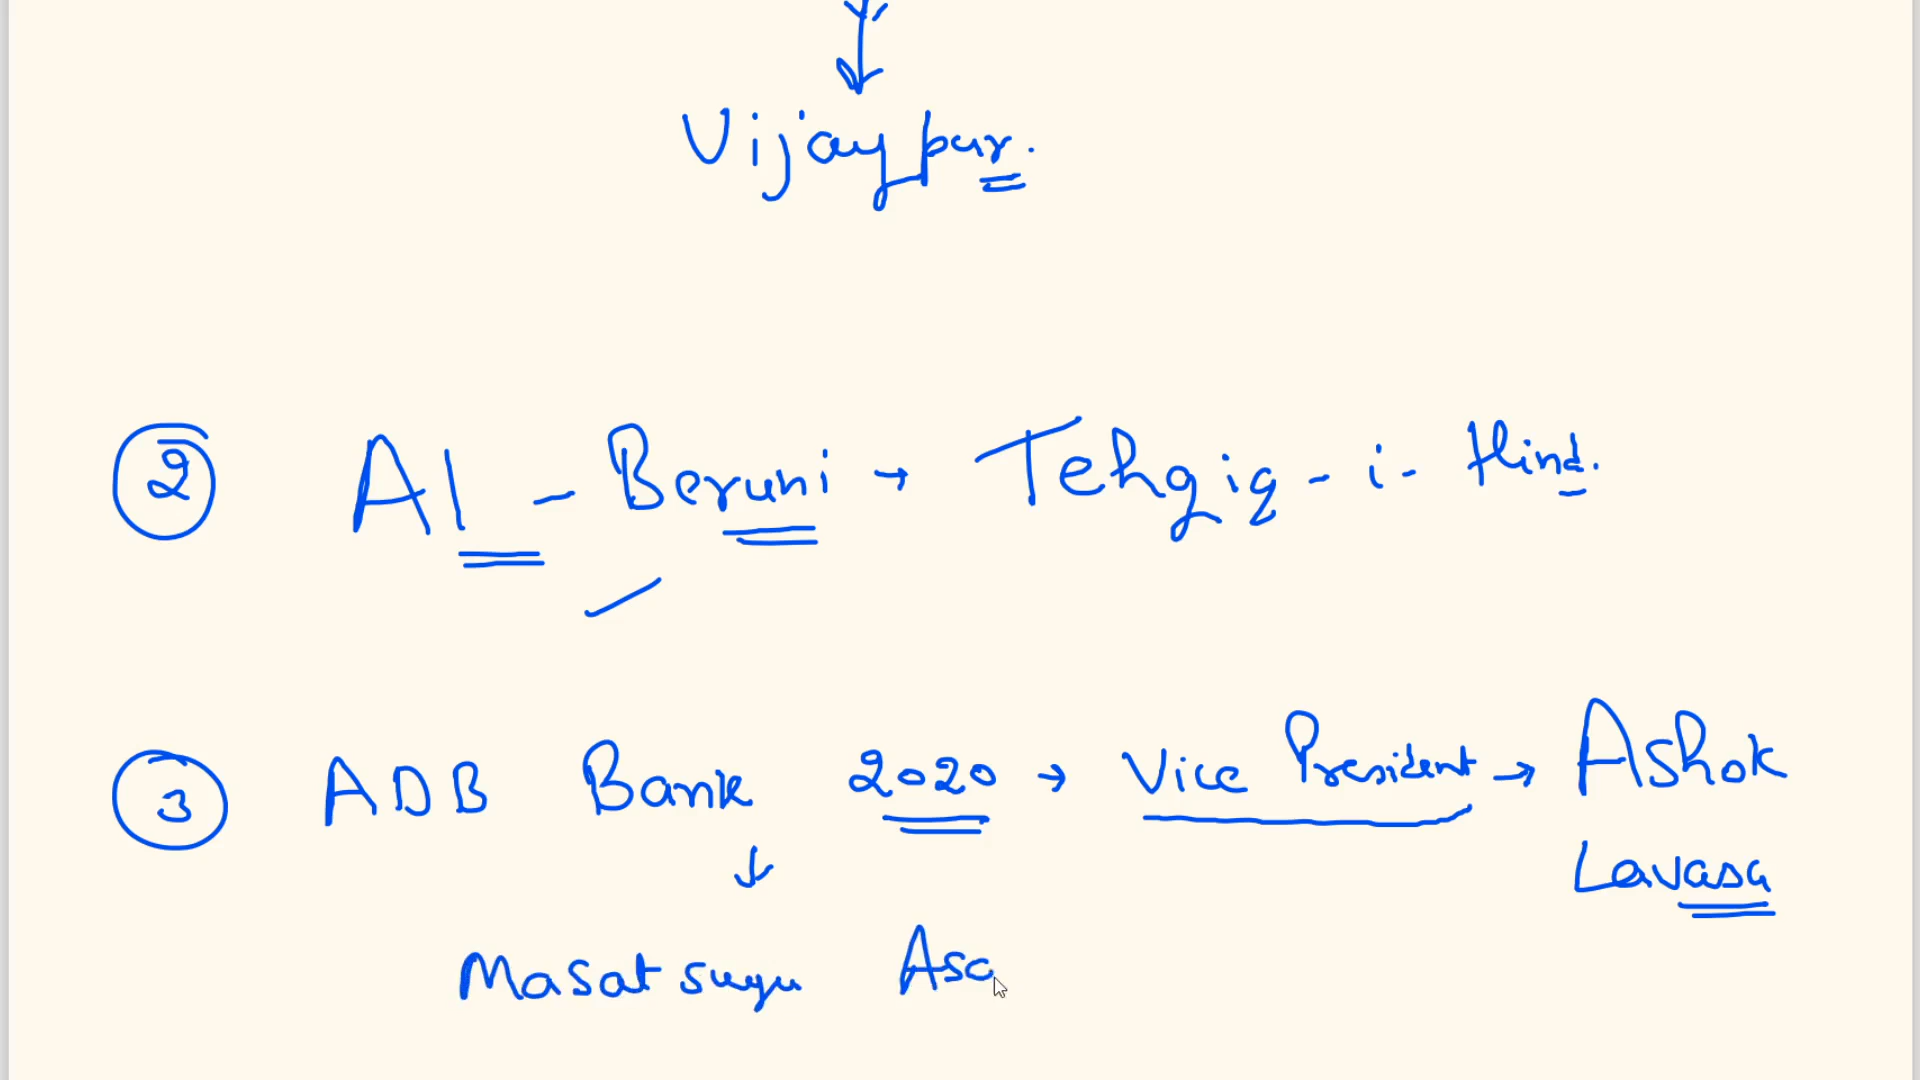 Vijaypur.
2 Al - Beruni → Tehqiq - i - Hind.
3 ADB Bank 2020 → Vice President → Ashok
Lavasa
↓
Masatsugu Asa